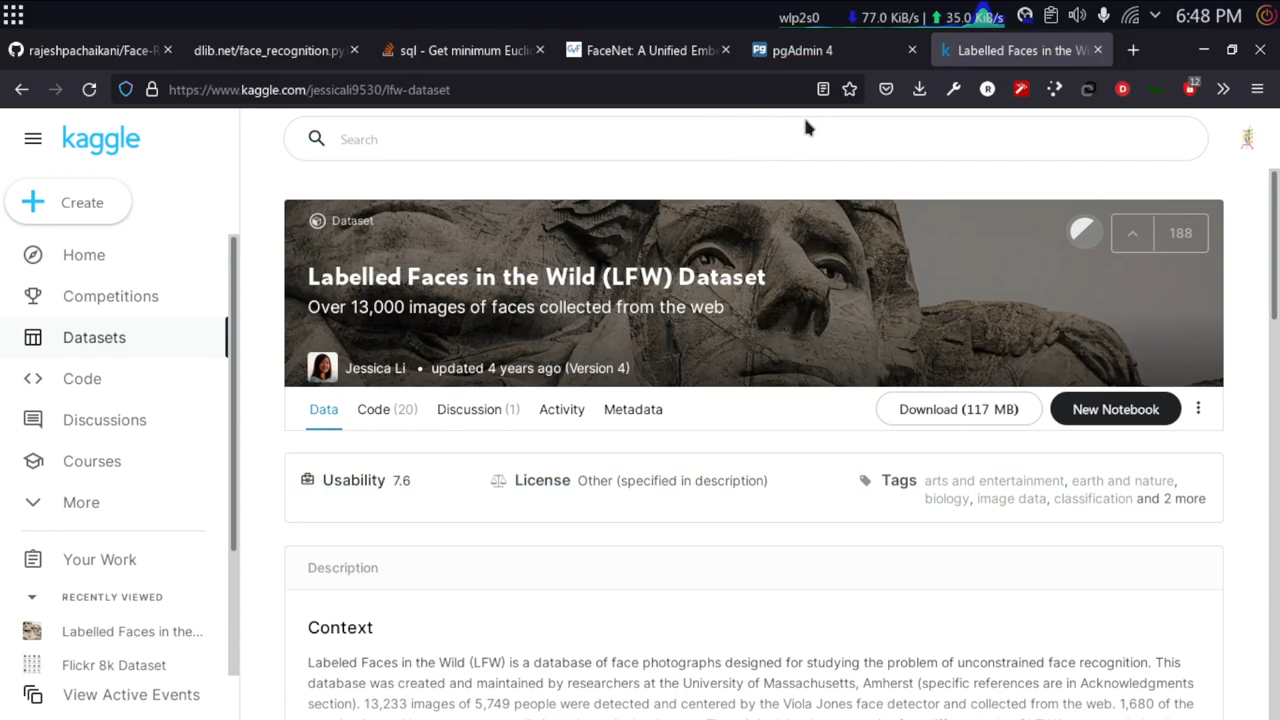 wlp2s0 77.0 KiB/s | 35.0 KiB/s 6:48 PM
rajeshpachaikani/Face-R
dlib.net/face_recognition.py.
sql - Get minimum Eucli
GF FaceNet: A Unified Embe
P9 pgAdmin 4
k Labelled Faces in the Wi
https://www.kaggle.com/jessicali9530/lfw-dataset
R
D
12
kaggle
Search
Create
Home
Competitions
Datasets
Code
Discussions
Courses
More
Your Work
RECENTLY VIEWED
Labelled Faces in the...
Flickr 8k Dataset
View Active Events
Dataset
188
Labelled Faces in the Wild (LFW) Dataset
Over 13,000 images of faces collected from the web
Jessica Li • updated 4 years ago (Version 4)
Data Code (20) Discussion (1) Activity Metadata Download (117 MB) New Notebook
Usability 7.6 License Other (specified in description) Tags arts and entertainment, earth and nature,
biology, image data, classification and 2 more
Description
Context
Labeled Faces in the Wild (LFW) is a database of face photographs designed for studying the problem of unconstrained face recognition. This
database was created and maintained by researchers at the University of Massachusetts, Amherst (specific references are in Acknowledgments
section). 13,233 images of 5,749 people were detected and centered by the Viola Jones face detector and collected from the web. 1,680 of the